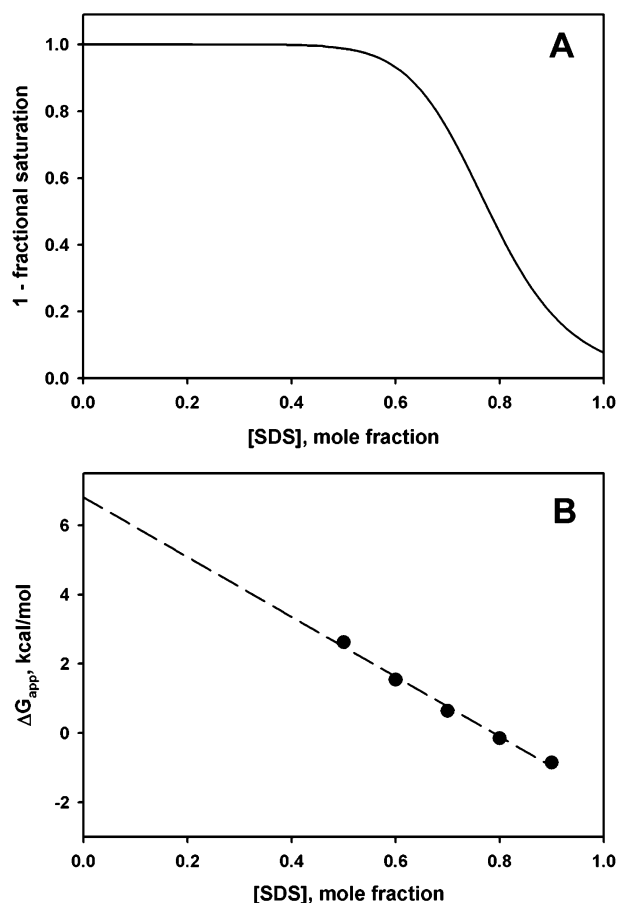 A
1.0
0.8
0.6
0.4
0.2
0.0
1 - fractional saturation
0.0 0.2 0.4 0.6 0.8 1.0
[SDS], mole fraction
B
6
4
2
0
-2
ΔGapp, kcal/mol
0.0 0.2 0.4 0.6 0.8 1.0
[SDS], mole fraction